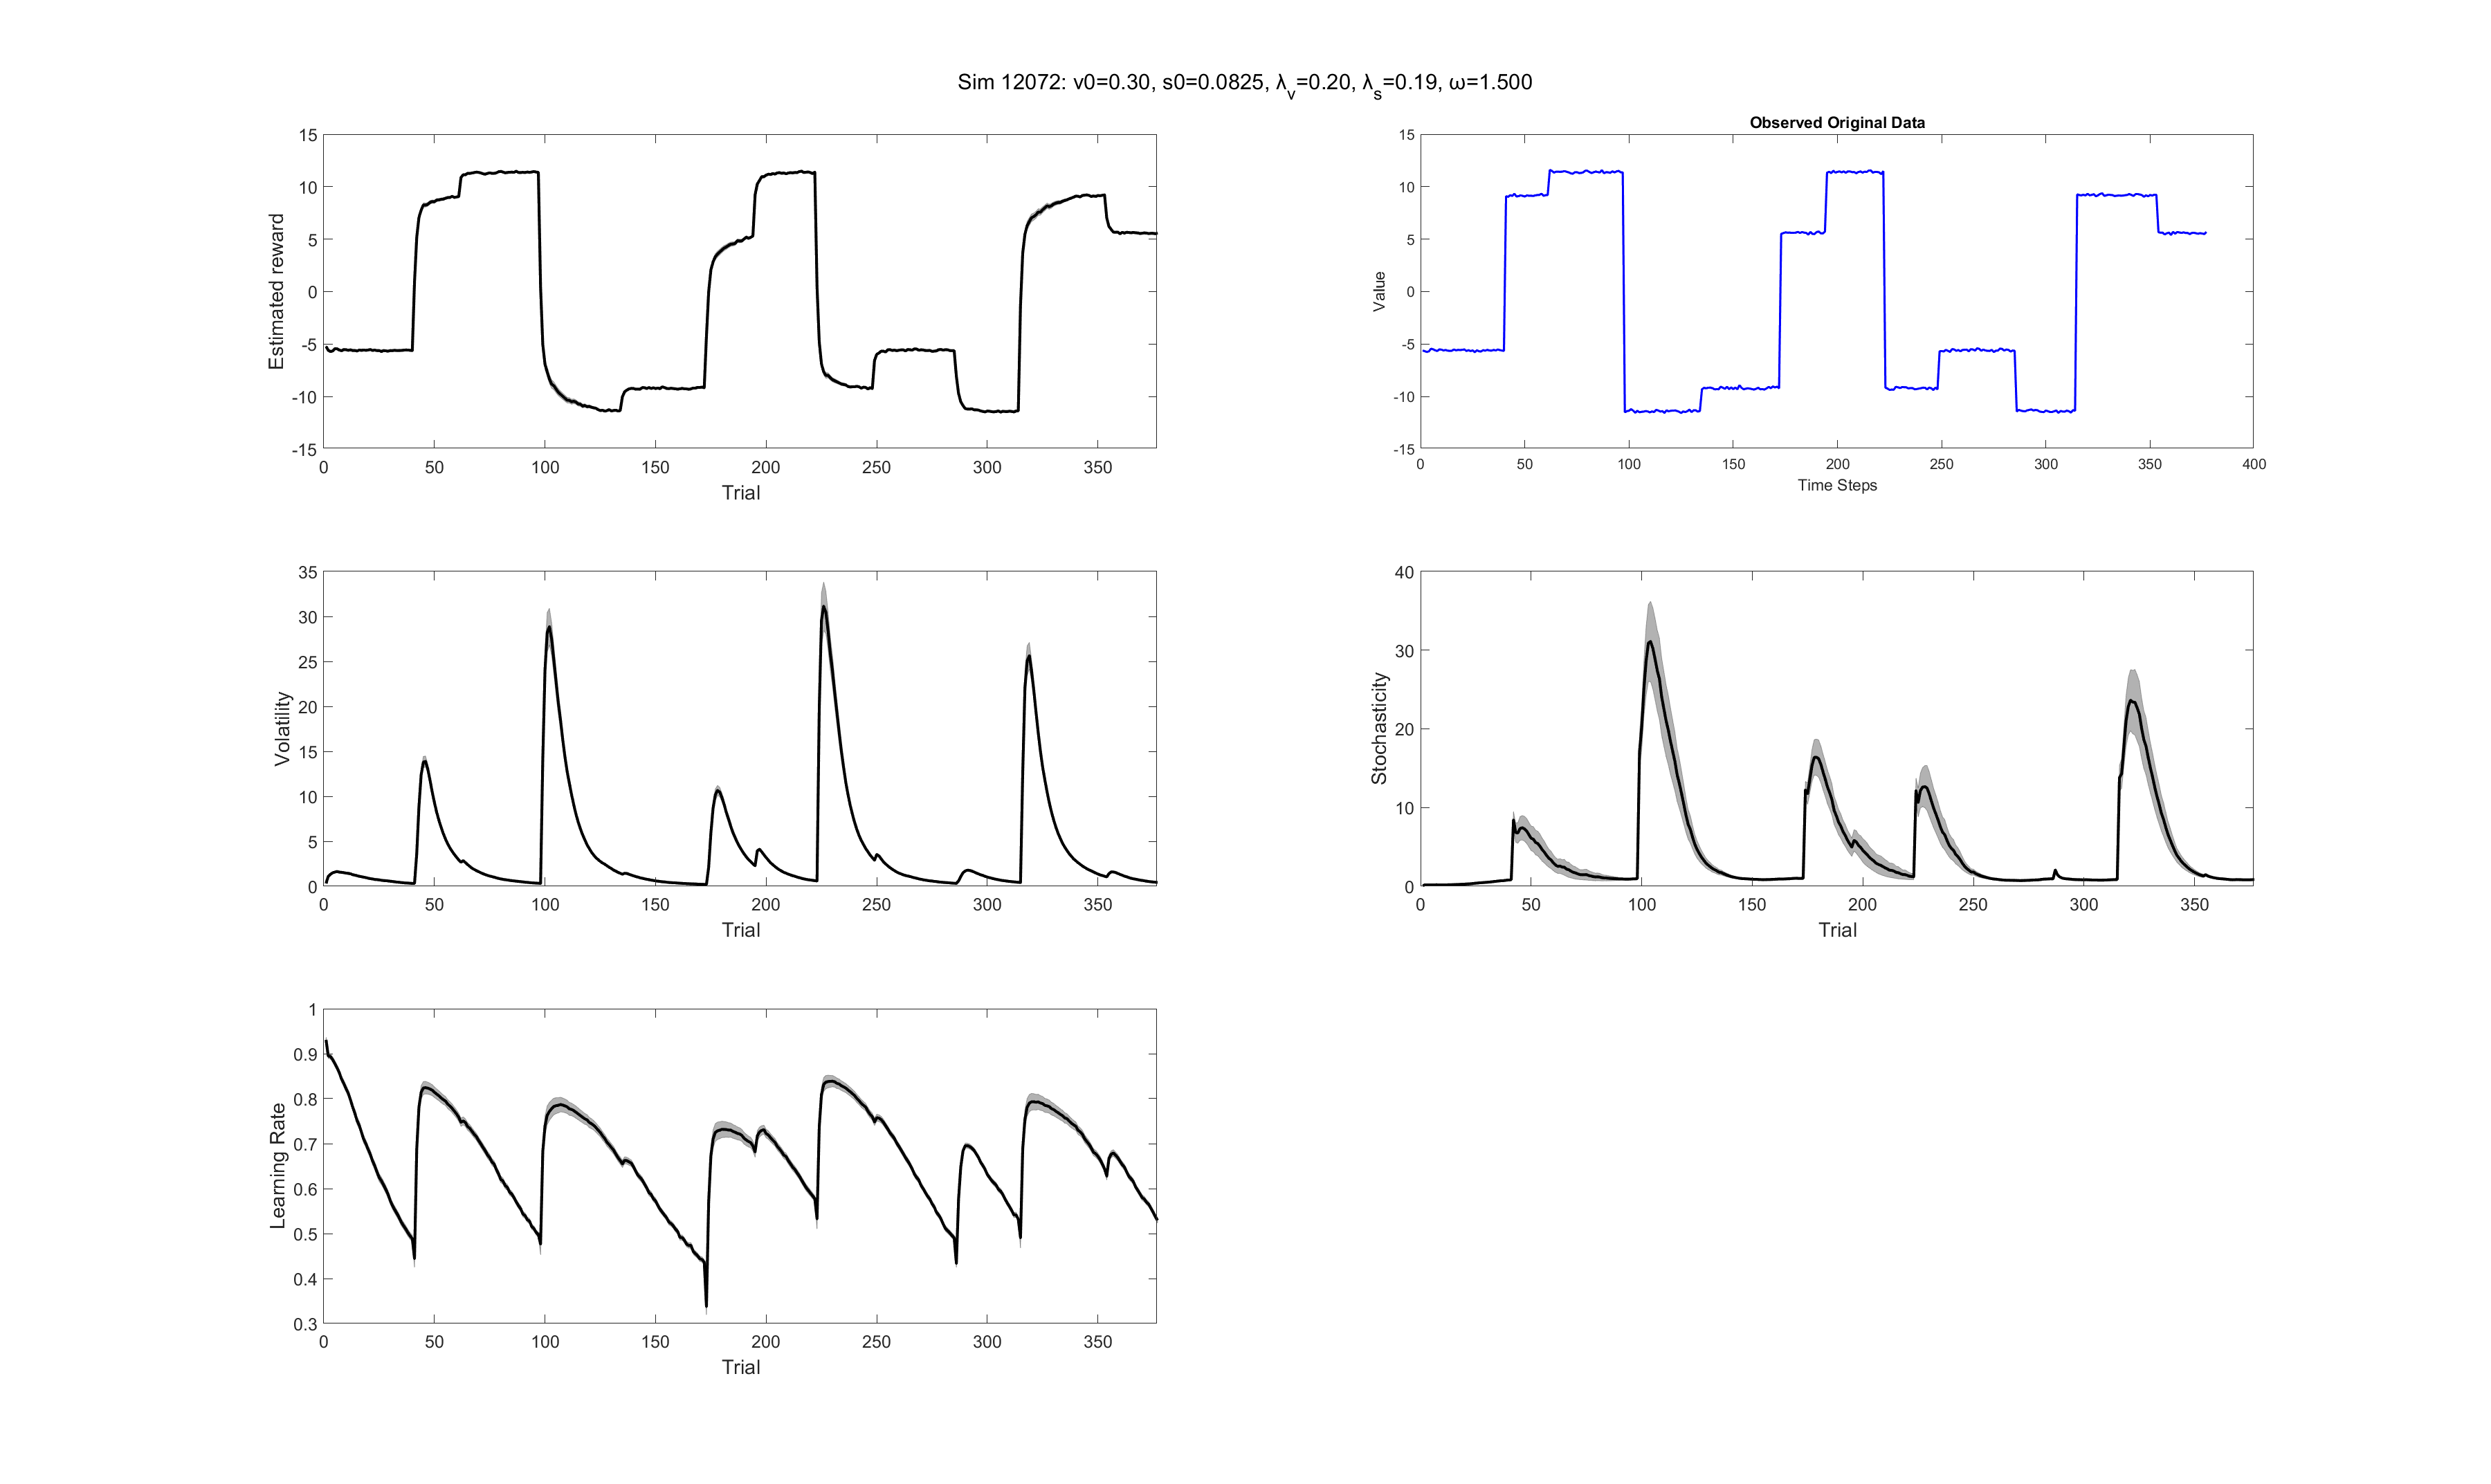 Sim 12072: v0=0.30, s0=0.0825, λv=0.20, λs=0.19, ω=1.500
15
10
5
0
-5
-10
-15
Estimated reward
0 50 100 150 200 250 300 350
Trial
Observed Original Data
15
10
5
0
-5
-10
-15
Value
0 50 100 150 200 250 300 350 400
Time Steps
35
30
25
20
15
10
5
0
Volatility
0 50 100 150 200 250 300 350
Trial
40
30
20
10
0
Stochasticity
0 50 100 150 200 250 300 350
Trial
1
0.9
0.8
0.7
0.6
0.5
0.4
0.3
Learning Rate
0 50 100 150 200 250 300 350
Trial